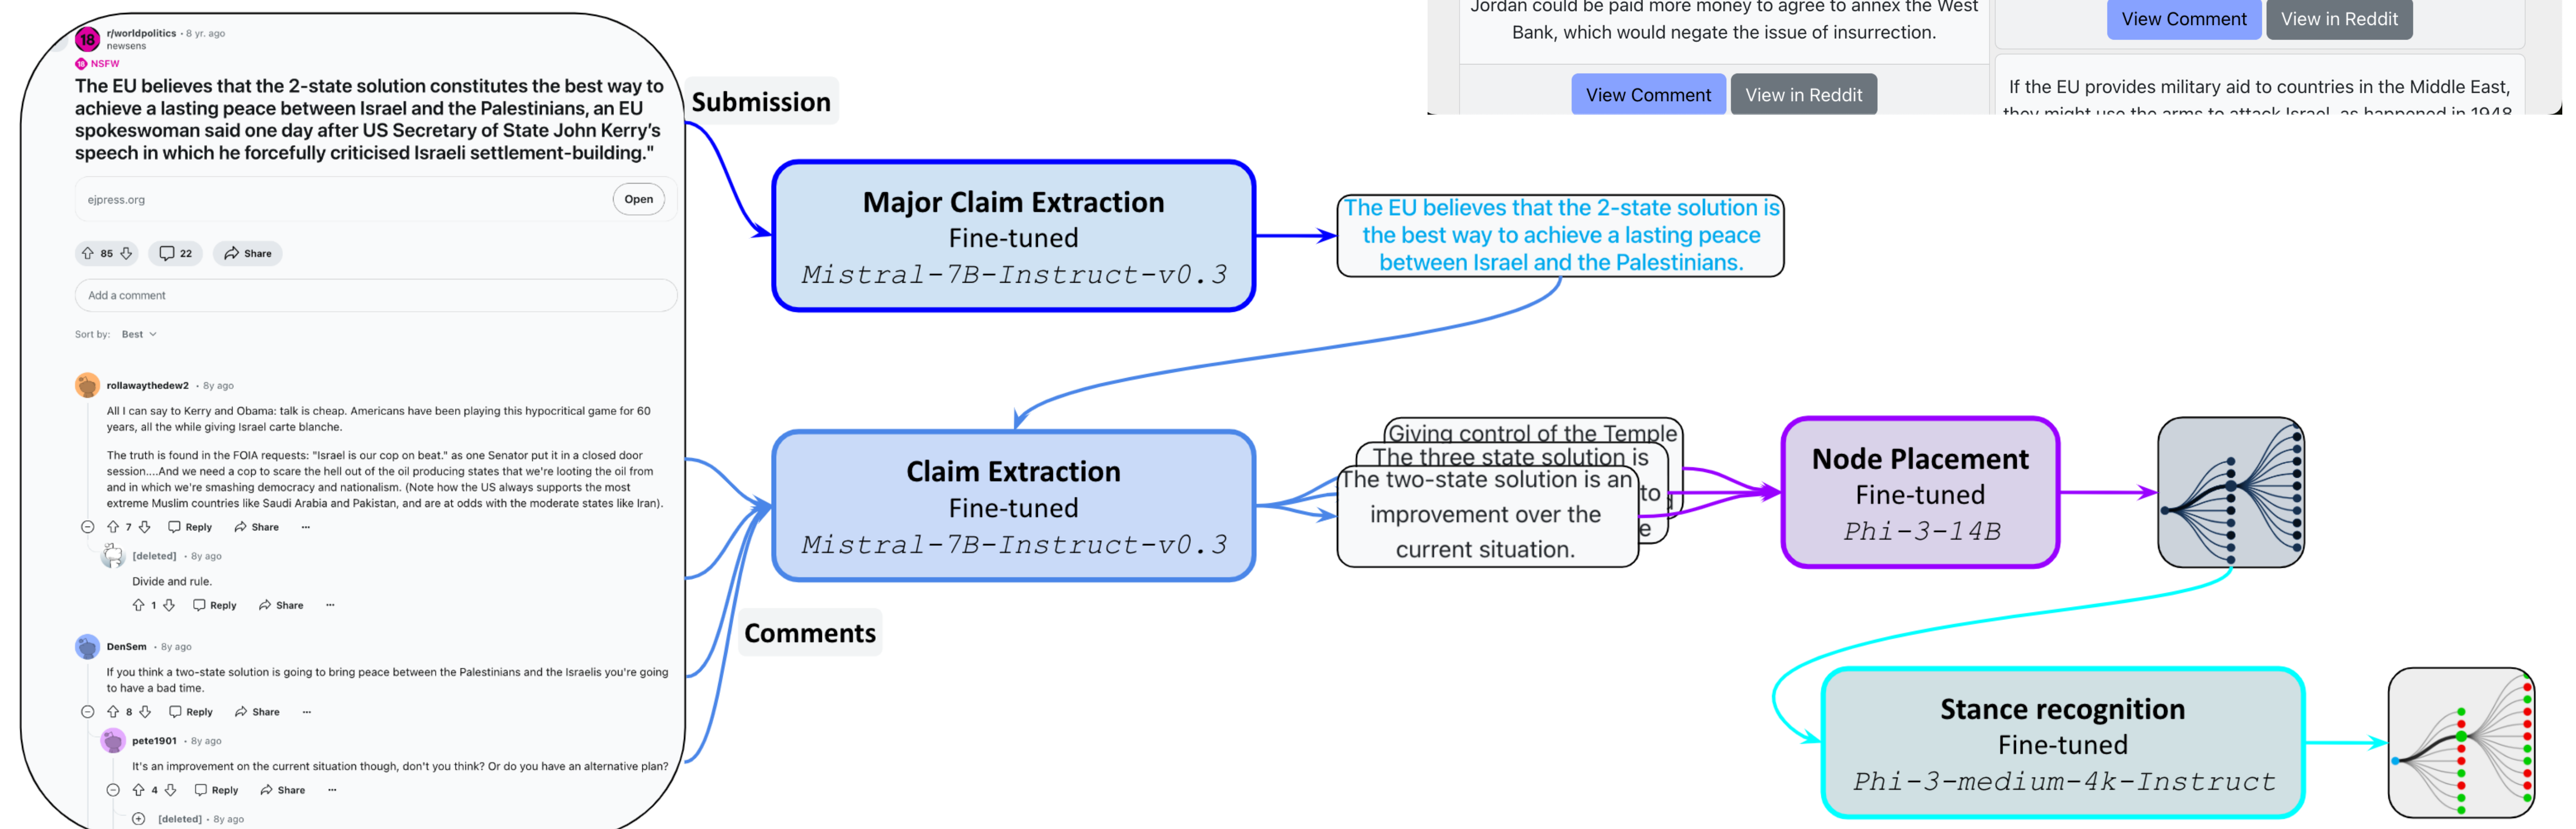 18
r/worldpolitics • 8 yr. ago
newsens
18 NSFW
The EU believes that the 2-state solution constitutes the best way to
achieve a lasting peace between Israel and the Palestinians, an EU
spokeswoman said one day after US Secretary of State John Kerry's
speech in which he forcefully criticised Israeli settlement-building."
ejpress.org
Open
85
22
Share
Add a comment
Sort by: Best
rollawaythedew2 • 8y ago
All I can say to Kerry and Obama: talk is cheap. Americans have been playing this hypocritical game for 60
years, all the while giving Israel carte blanche.
The truth is found in the FOIA requests: "Israel is our cop on beat." as one Senator put it in a closed door
session....And we need a cop to scare the hell out of the oil producing states that we're looting the oil from
and in which we're smashing democracy and nationalism. (Note how the US always supports the most
extreme Muslim countries like Saudi Arabia and Pakistan, and are at odds with the moderate states like Iran).
7 Reply Share ...
[deleted] • 8y ago
Divide and rule.
1 Reply Share ...
DenSem • 8y ago
If you think a two-state solution is going to bring peace between the Palestinians and the Israelis you're going
to have a bad time.
8 Reply Share ...
pete1901 • 8y ago
It's an improvement on the current situation though, don't you think? Or do you have an alternative plan?
4 Reply Share ...
[deleted] • 8y ago
Submission
Comments
Major Claim Extraction
Fine-tuned
Mistral-7B-Instruct-v0.3
The EU believes that the 2-state solution is
the best way to achieve a lasting peace
between Israel and the Palestinians.
Claim Extraction
Fine-tuned
Mistral-7B-Instruct-v0.3
Giving control of the Temple
The three state solution is
to
The two-state solution is an
improvement over the
current situation.
Node Placement
Fine-tuned
Phi-3-14B
Stance recognition
Fine-tuned
Phi-3-medium-4k-Instruct
Jordan could be paid more money to agree to annex the West
Bank, which would negate the issue of insurrection.
View Comment View in Reddit
View Comment View in Reddit
If the EU provides military aid to countries in the Middle East,
they might use the arms to attack Israel, as happened in 1948